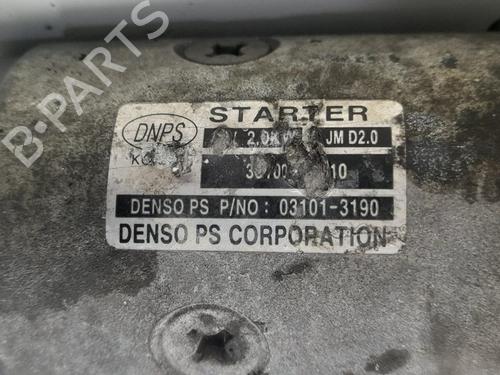 STARTER
DNPS
2.0K JM D2.0
10
DENSO PS P/NO : 03101-3190
DENSO PS CORPORATION
B-PARTS